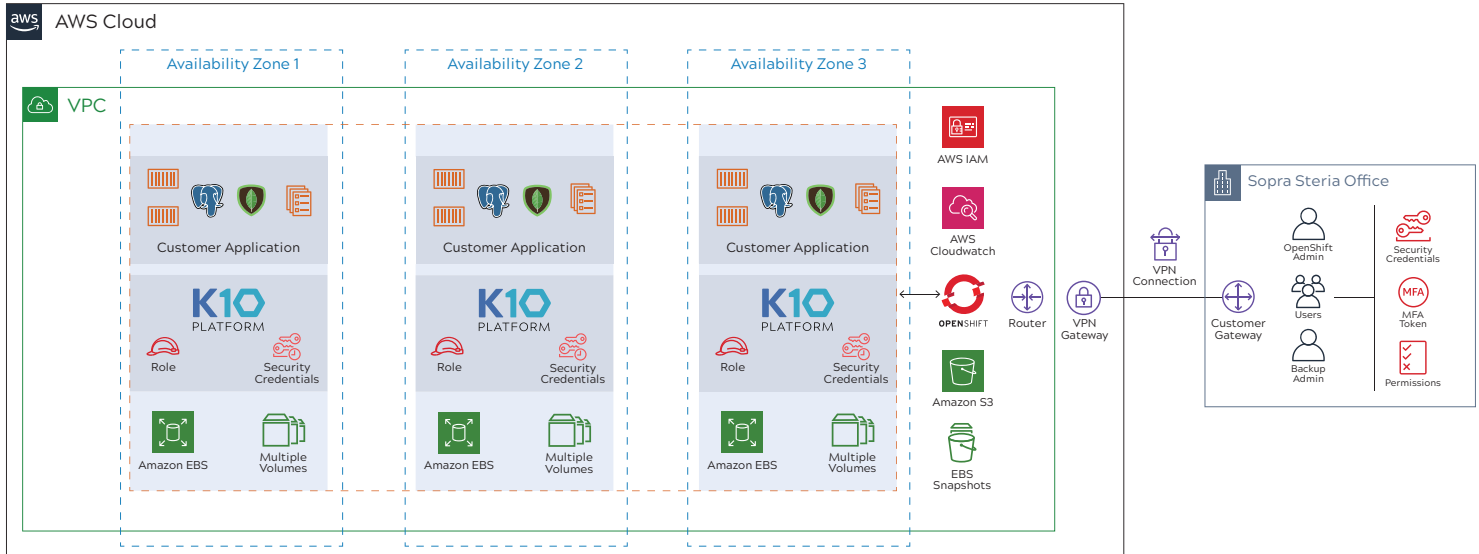 aws
AWS Cloud
Availability Zone 1
Availability Zone 2
Availability Zone 3
VPC
Customer Application
K10
PLATFORM
Role
Security
Credentials
Amazon EBS
Multiple
Volumes
Customer Application
K10
PLATFORM
Role
Security
Credentials
Amazon EBS
Multiple
Volumes
Customer Application
K10
PLATFORM
Role
Security
Credentials
Amazon EBS
Multiple
Volumes
AWS IAM
AWS
Cloudwatch
OPENSHIFT
Amazon S3
EBS
Snapshots
Router
VPN
Gateway
VPN
Connection
Sopra Steria Office
Customer
Gateway
OpenShift
Admin
Users
Backup
Admin
Security
Credentials
MFA
MFA
Token
Permissions